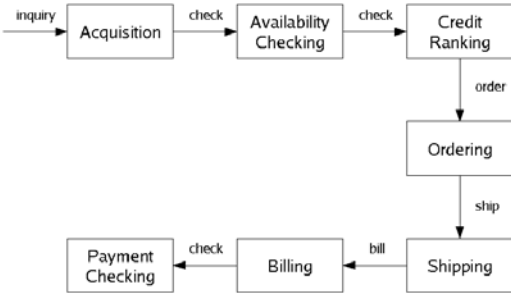 inquiry
Acquisition
check
Availability
Checking
check
Credit
Ranking
order
Ordering
ship
Shipping
bill
Billing
check
Payment
Checking